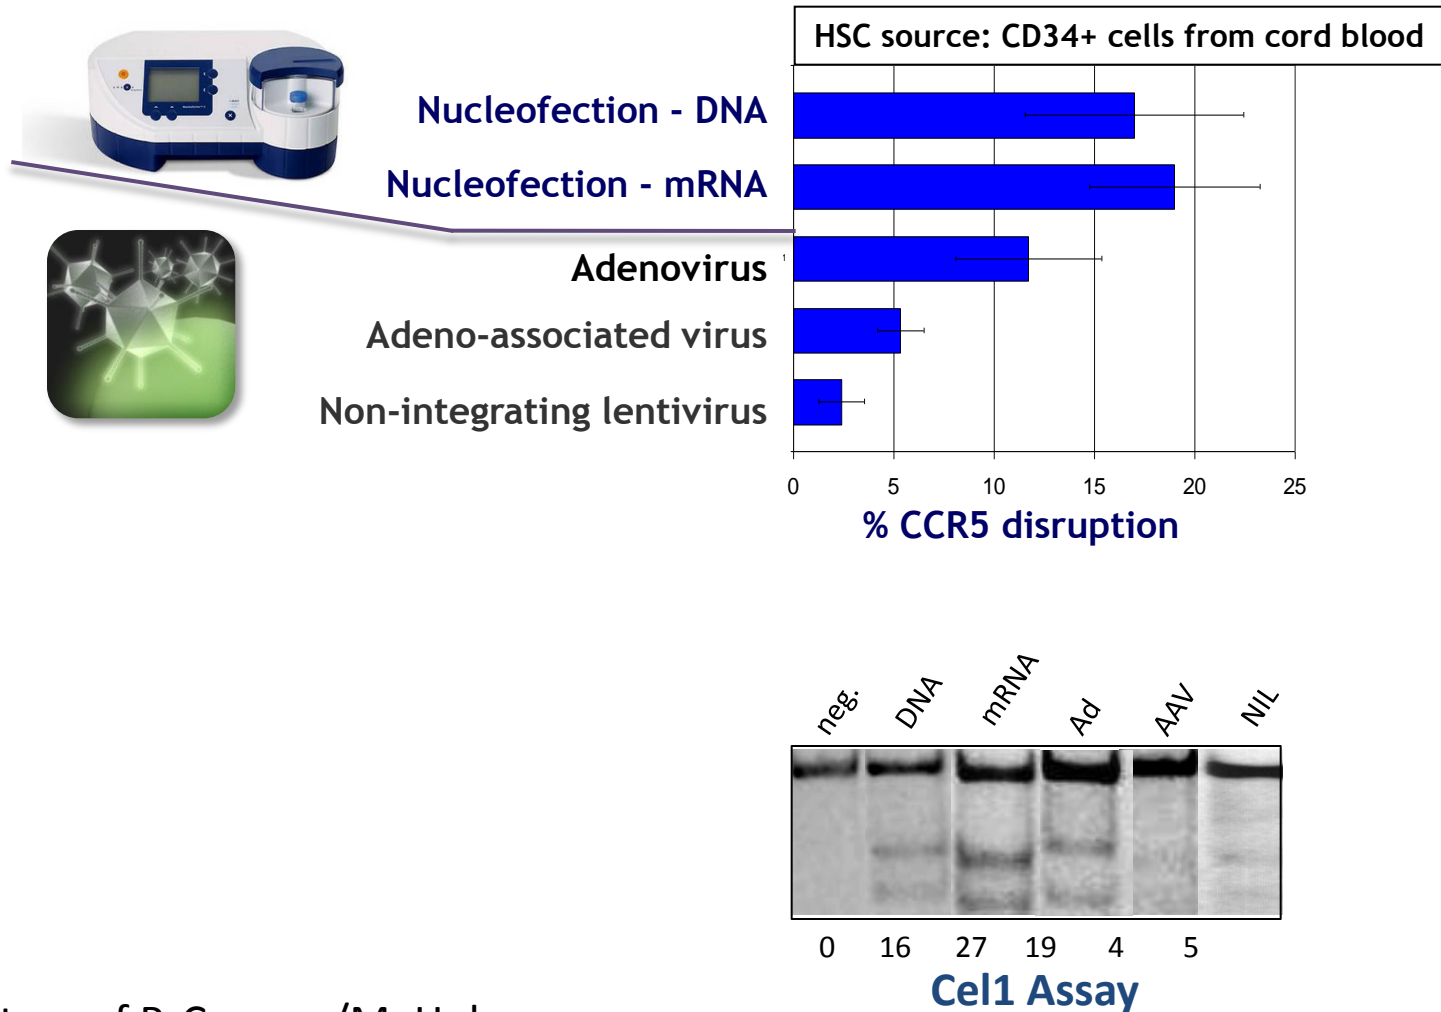 HSC source: CD34+ cells from cord blood
Nucleofection - DNA
Nucleofection - mRNA
Adenovirus
1
Adeno-associated virus
Non-integrating lentivirus
0 5 10 15 20 25
% CCR5 disruption
neg. DNA mRNA Ad AAV NIL
0 16 27 19 4 5
Cel1 Assay